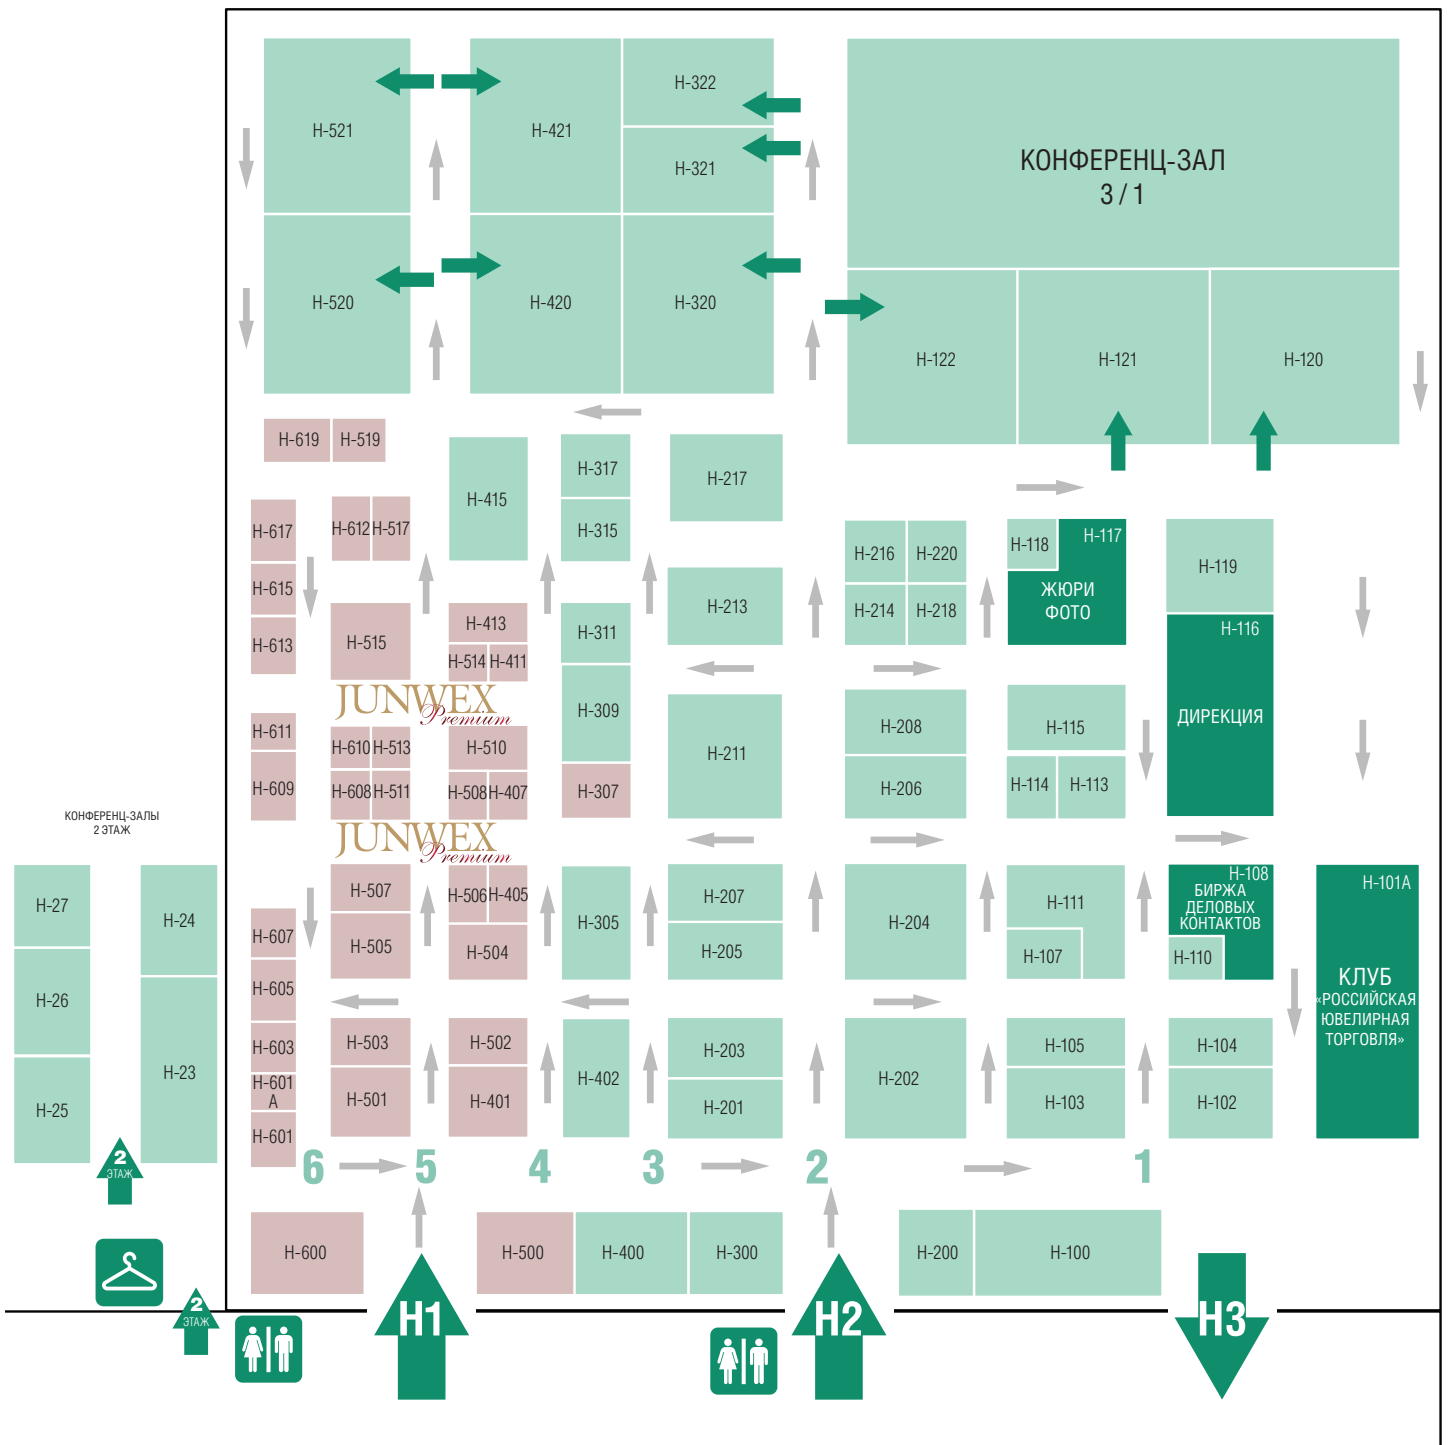 Н-521
Н-421
Н-322
Н-321
КОНФЕРЕНЦ-ЗАЛ
3 / 1
Н-520
Н-420
Н-320
Н-122
Н-121
Н-120
Н-619
Н-519
Н-415
Н-317
Н-315
Н-217
Н-617
Н-615
Н-613
Н-612
Н-517
Н-515
Н-413
Н-514
Н-411
Н-311
Н-309
Н-307
Н-213
Н-216
Н-220
Н-214
Н-218
Н-118
Н-117
ЖЮРИ
ФОТО
Н-119
Н-116
ДИРЕКЦИЯ
JUNWEX
Premium
Н-611
Н-609
Н-610
Н-513
Н-608
Н-511
Н-510
Н-508
Н-407
Н-211
Н-208
Н-206
Н-115
Н-114
Н-113
JUNWEX
Premium
КОНФЕРЕНЦ-ЗАЛЫ
2 ЭТАЖ
Н-27
Н-26
Н-25
Н-24
Н-23
Н-607
Н-605
Н-603
Н-601
А
Н-601
Н-507
Н-505
Н-506
Н-405
Н-504
Н-305
Н-207
Н-205
Н-204
Н-111
Н-107
Н-108
БИРЖА
ДЕЛОВЫХ
КОНТАКТОВ
Н-110
Н-101А
КЛУБ
«РОССИЙСКАЯ
ЮВЕЛИРНАЯ
ТОРГОВЛЯ»
Н-503
Н-501
Н-502
Н-401
Н-402
Н-203
Н-201
Н-202
Н-105
Н-103
Н-104
Н-102
2
ЭТАЖ
6
5
4
3
2
1
Н-600
Н-500
Н-400
Н-300
Н-200
Н-100
2
ЭТАЖ
Н1
Н2
Н3